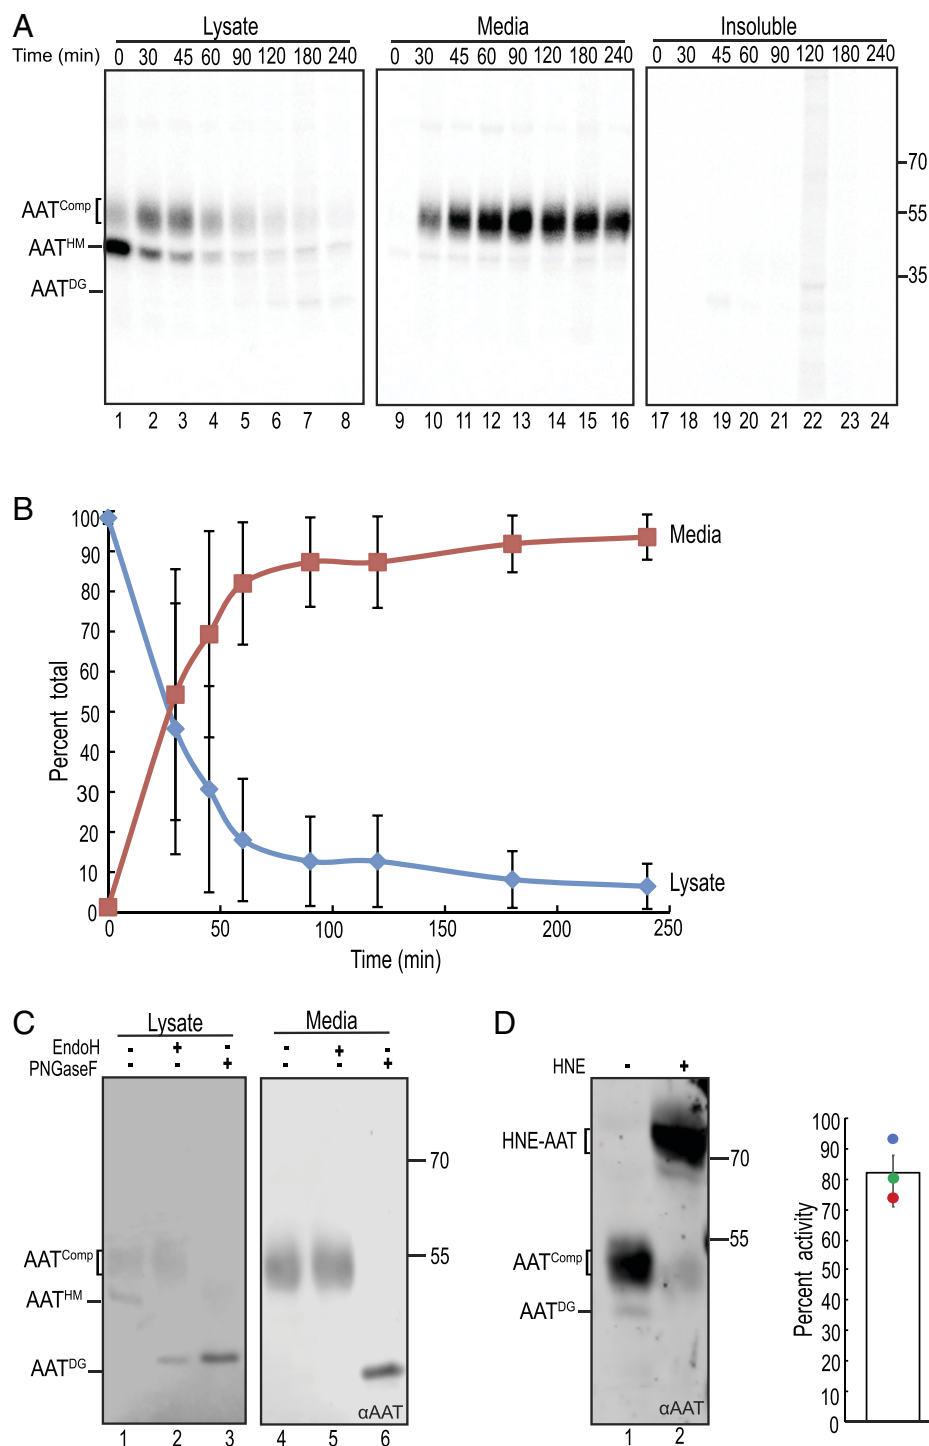 A
Lysate Media Insoluble
Time (min) 0 30 45 60 90 120 180 240 0 30 45 60 90 120 180 240 0 30 45 60 90 120 180 240
70
AATComp
55
AATHM
35
AATDG
1 2 3 4 5 6 7 8 9 10 11 12 13 14 15 16 17 18 19 20 21 22 23 24
B
100
90
80
70
60
50
40
30
20
10
0
Percent total
Media
Lysate
0 50 100 150 200 250
Time (min)
C
Lysate Media
EndoH - + - - + -
PNGaseF - - + - - +
70
55
AATComp
AATHM
AATDG
αAAT
1 2 3 4 5 6
D
HNE - +
HNE-AAT
70
55
AATComp
AATDG
αAAT
1 2
Percent activity
100
90
80
70
60
50
40
30
20
10
0